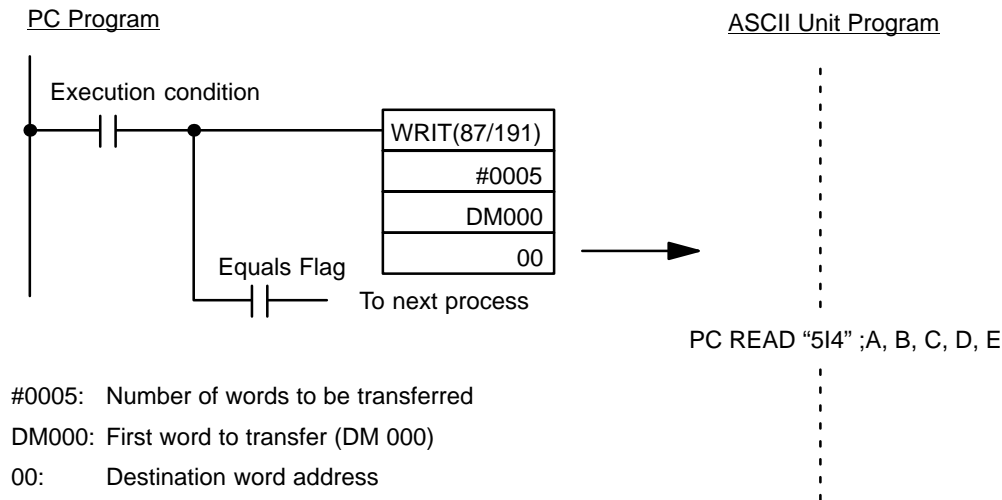 PC Program
ASCII Unit Program
Execution condition
WRIT(87/191)
#0005
DM000
00
Equals Flag
To next process
PC READ “5I4” ;A, B, C, D, E
#0005: Number of words to be transferred
DM000: First word to transfer (DM 000)
00: Destination word address